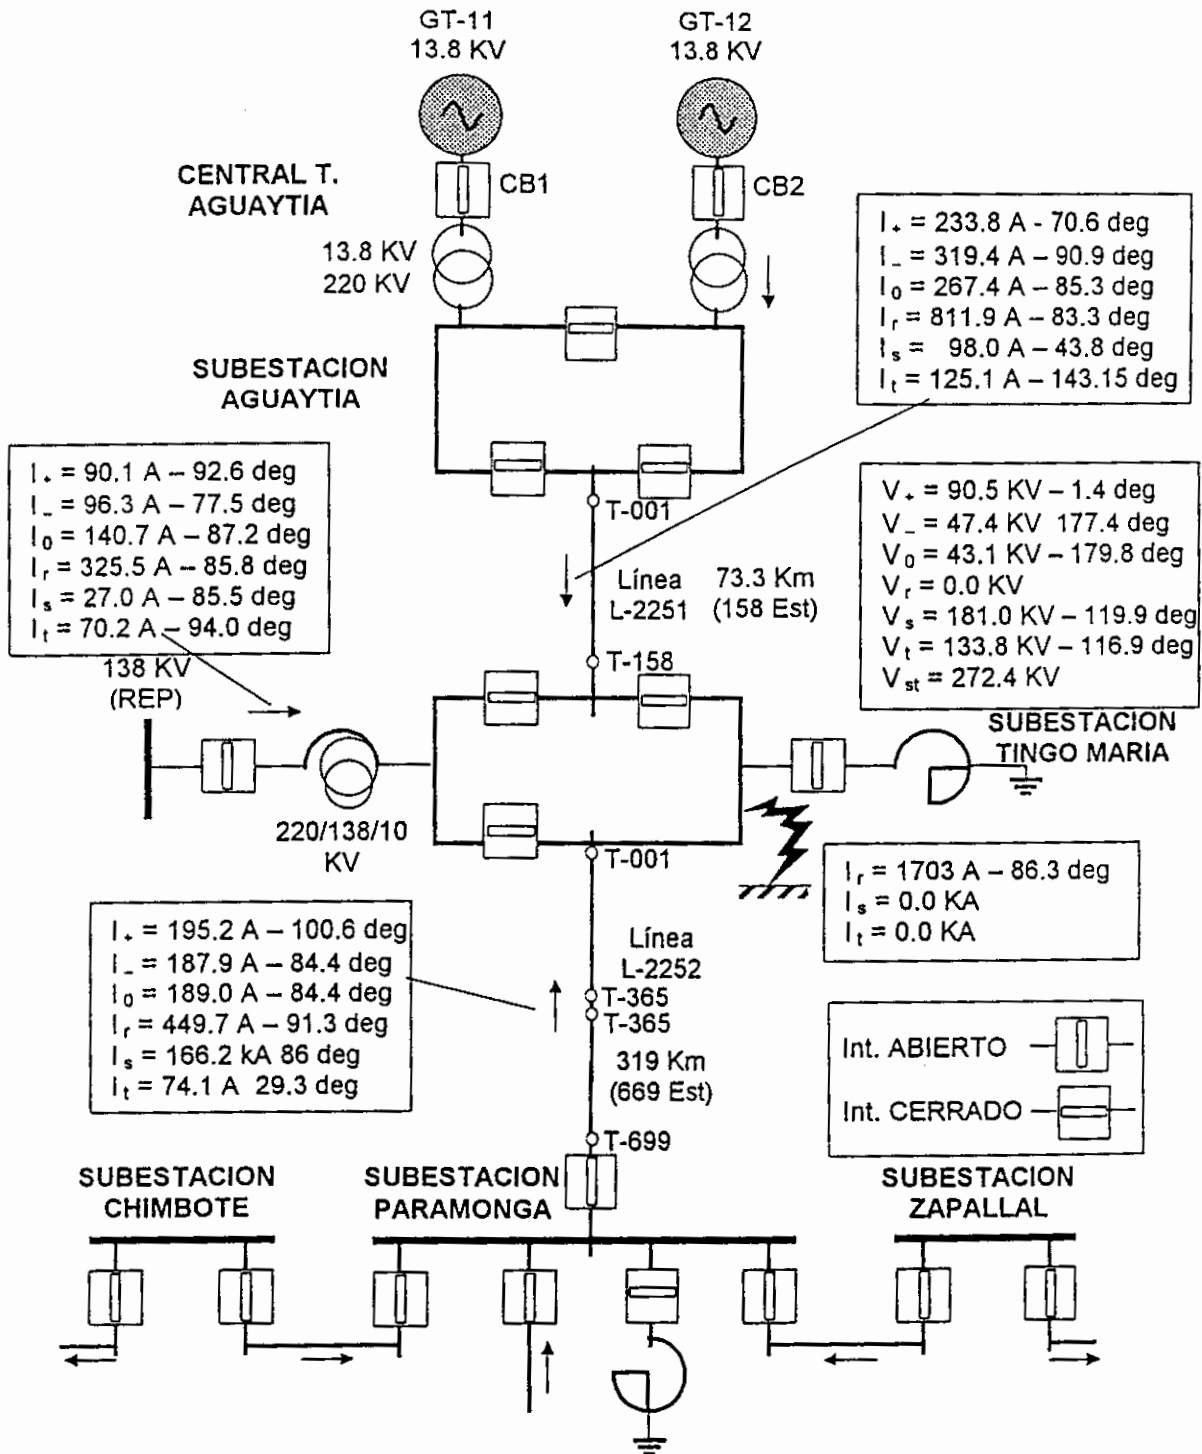 GT-11
13.8 KV
GT-12
13.8 KV
CENTRAL T.
AGUAYTIA
CB1
CB2
13.8 KV
220 KV
I+ = 233.8 A - 70.6 deg
I_ = 319.4 A – 90.9 deg
I0 = 267.4 A – 85.3 deg
Ir = 811.9 A – 83.3 deg
Is = 98.0 A – 43.8 deg
It = 125.1 A – 143.15 deg
SUBESTACION
AGUAYTIA
I+ = 90.1 A – 92.6 deg
I_ = 96.3 A – 77.5 deg
I0 = 140.7 A – 87.2 deg
Ir = 325.5 A – 85.8 deg
Is = 27.0 A – 85.5 deg
It = 70.2 A – 94.0 deg
T-001
Línea
L-2251
73.3 Km
(158 Est)
V+ = 90.5 KV – 1.4 deg
V_ = 47.4 KV 177.4 deg
V0 = 43.1 KV – 179.8 deg
Vr = 0.0 KV
Vs = 181.0 KV – 119.9 deg
Vt = 133.8 KV – 116.9 deg
Vst = 272.4 KV
T-158
138 KV
(REP)
SUBESTACION
TINGO MARIA
220/138/10
KV
T-001
Ir = 1703 A – 86.3 deg
Is = 0.0 KA
It = 0.0 KA
I+ = 195.2 A – 100.6 deg
I_ = 187.9 A – 84.4 deg
I0 = 189.0 A – 84.4 deg
Ir = 449.7 A – 91.3 deg
Is = 166.2 kA 86 deg
It = 74.1 A 29.3 deg
Línea
L-2252
T-365
T-365
319 Km
(669 Est)
T-699
Int. ABIERTO
Int. CERRADO
SUBESTACION
CHIMBOTE
SUBESTACION
PARAMONGA
SUBESTACION
ZAPALLAL